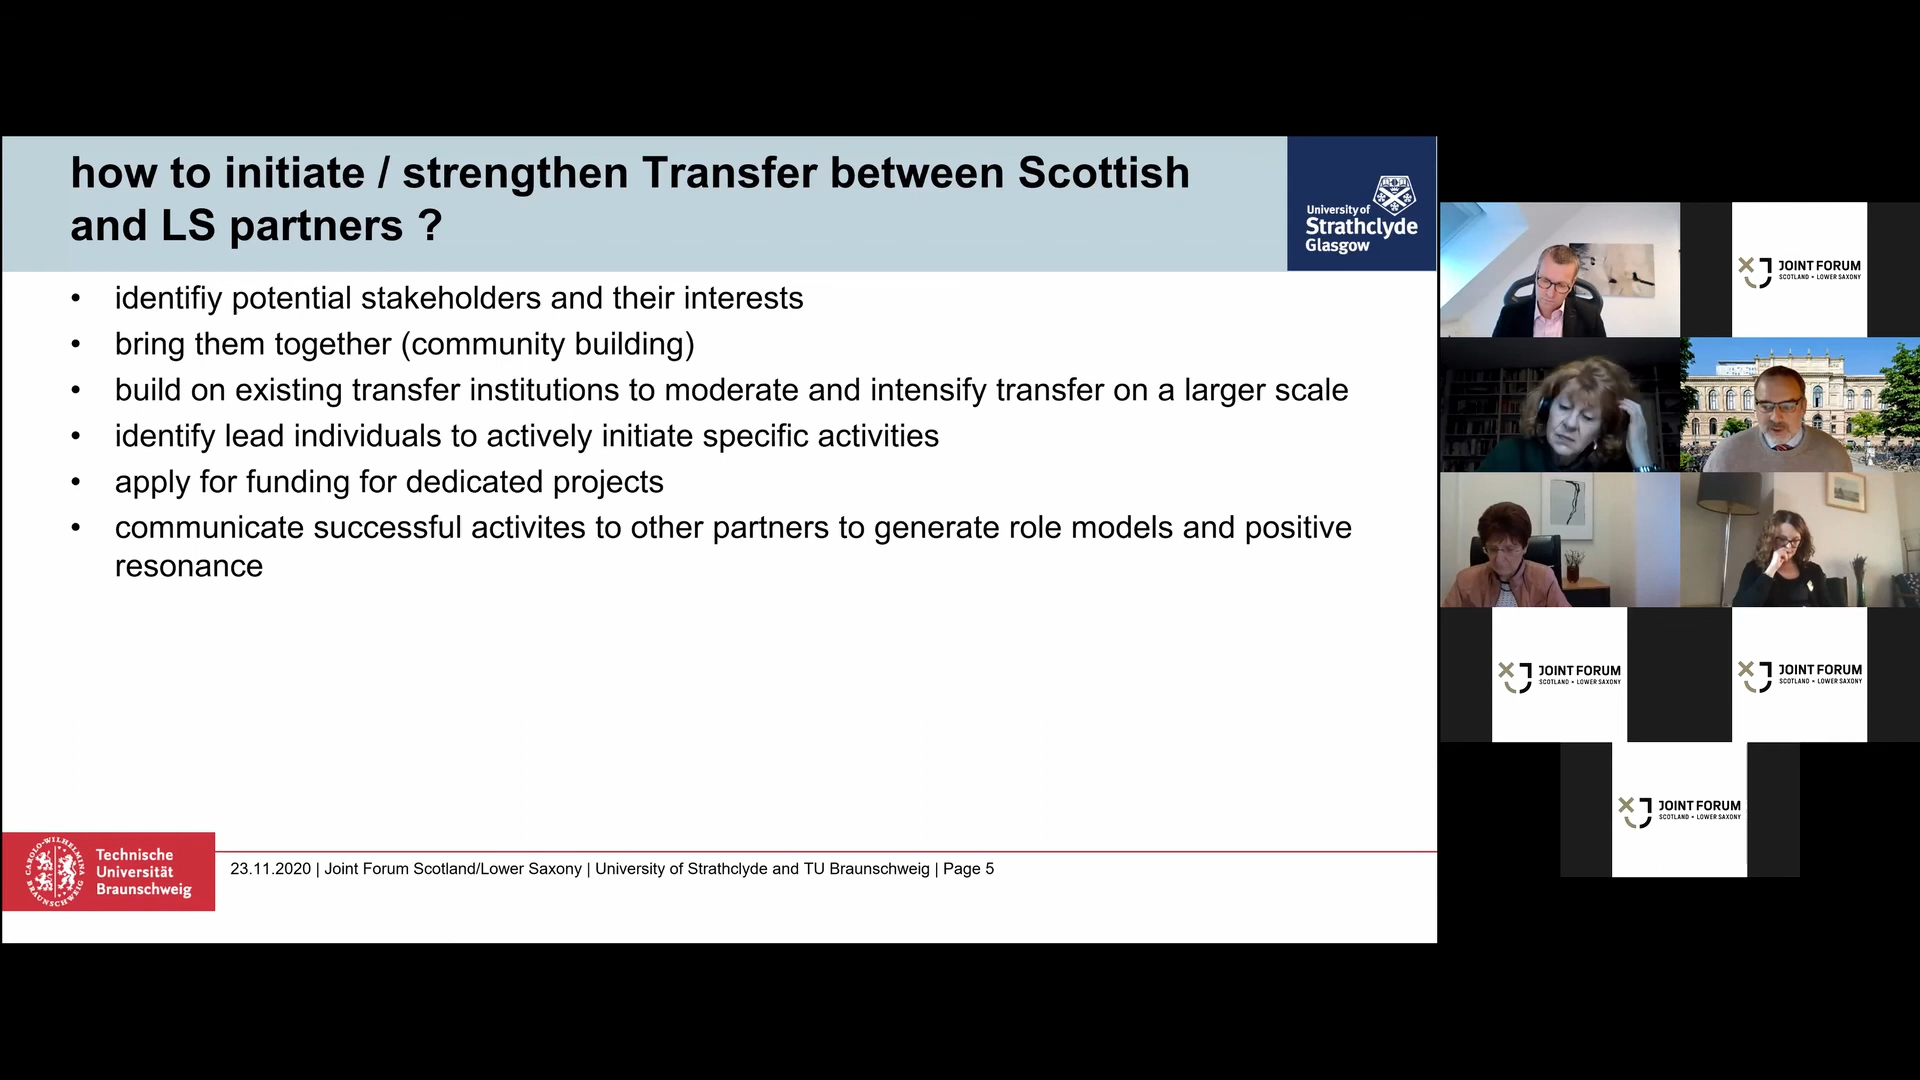 how to initiate / strengthen Transfer between Scottish
and LS partners ?
University of
Strathclyde
Glasgow
• identifiy potential stakeholders and their interests
• bring them together (community building)
• build on existing transfer institutions to moderate and intensify transfer on a larger scale
• identify lead individuals to actively initiate specific activities
• apply for funding for dedicated projects
• communicate successful activites to other partners to generate role models and positive
resonance
CAROLO-WILHELMINA
BRAUNSCHWEIG
Technische
Universität
Braunschweig
23.11.2020 | Joint Forum Scotland/Lower Saxony | University of Strathclyde and TU Braunschweig | Page 5
JOINT FORUM
SCOTLAND • LOWER SAXONY
JOINT FORUM
SCOTLAND • LOWER SAXONY
JOINT FORUM
SCOTLAND • LOWER SAXONY
JOINT FORUM
SCOTLAND • LOWER SAXONY